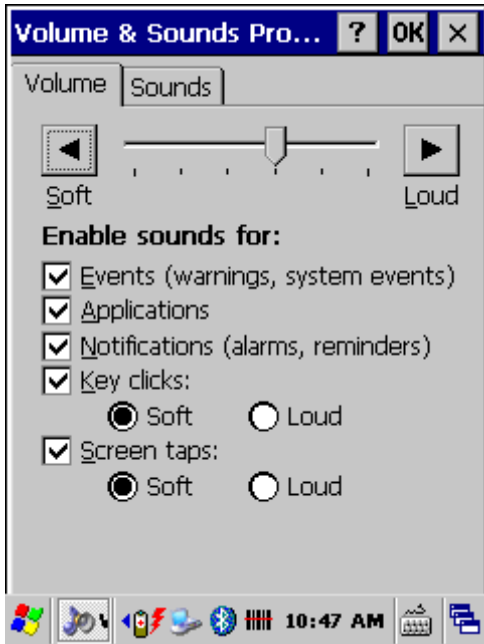 Volume & Sounds Pro... ? OK ×
Volume Sounds
Soft Loud
Enable sounds for:
Events (warnings, system events)
Applications
Notifications (alarms, reminders)
Key clicks:
Soft Loud
Screen taps:
Soft Loud
10:47 AM